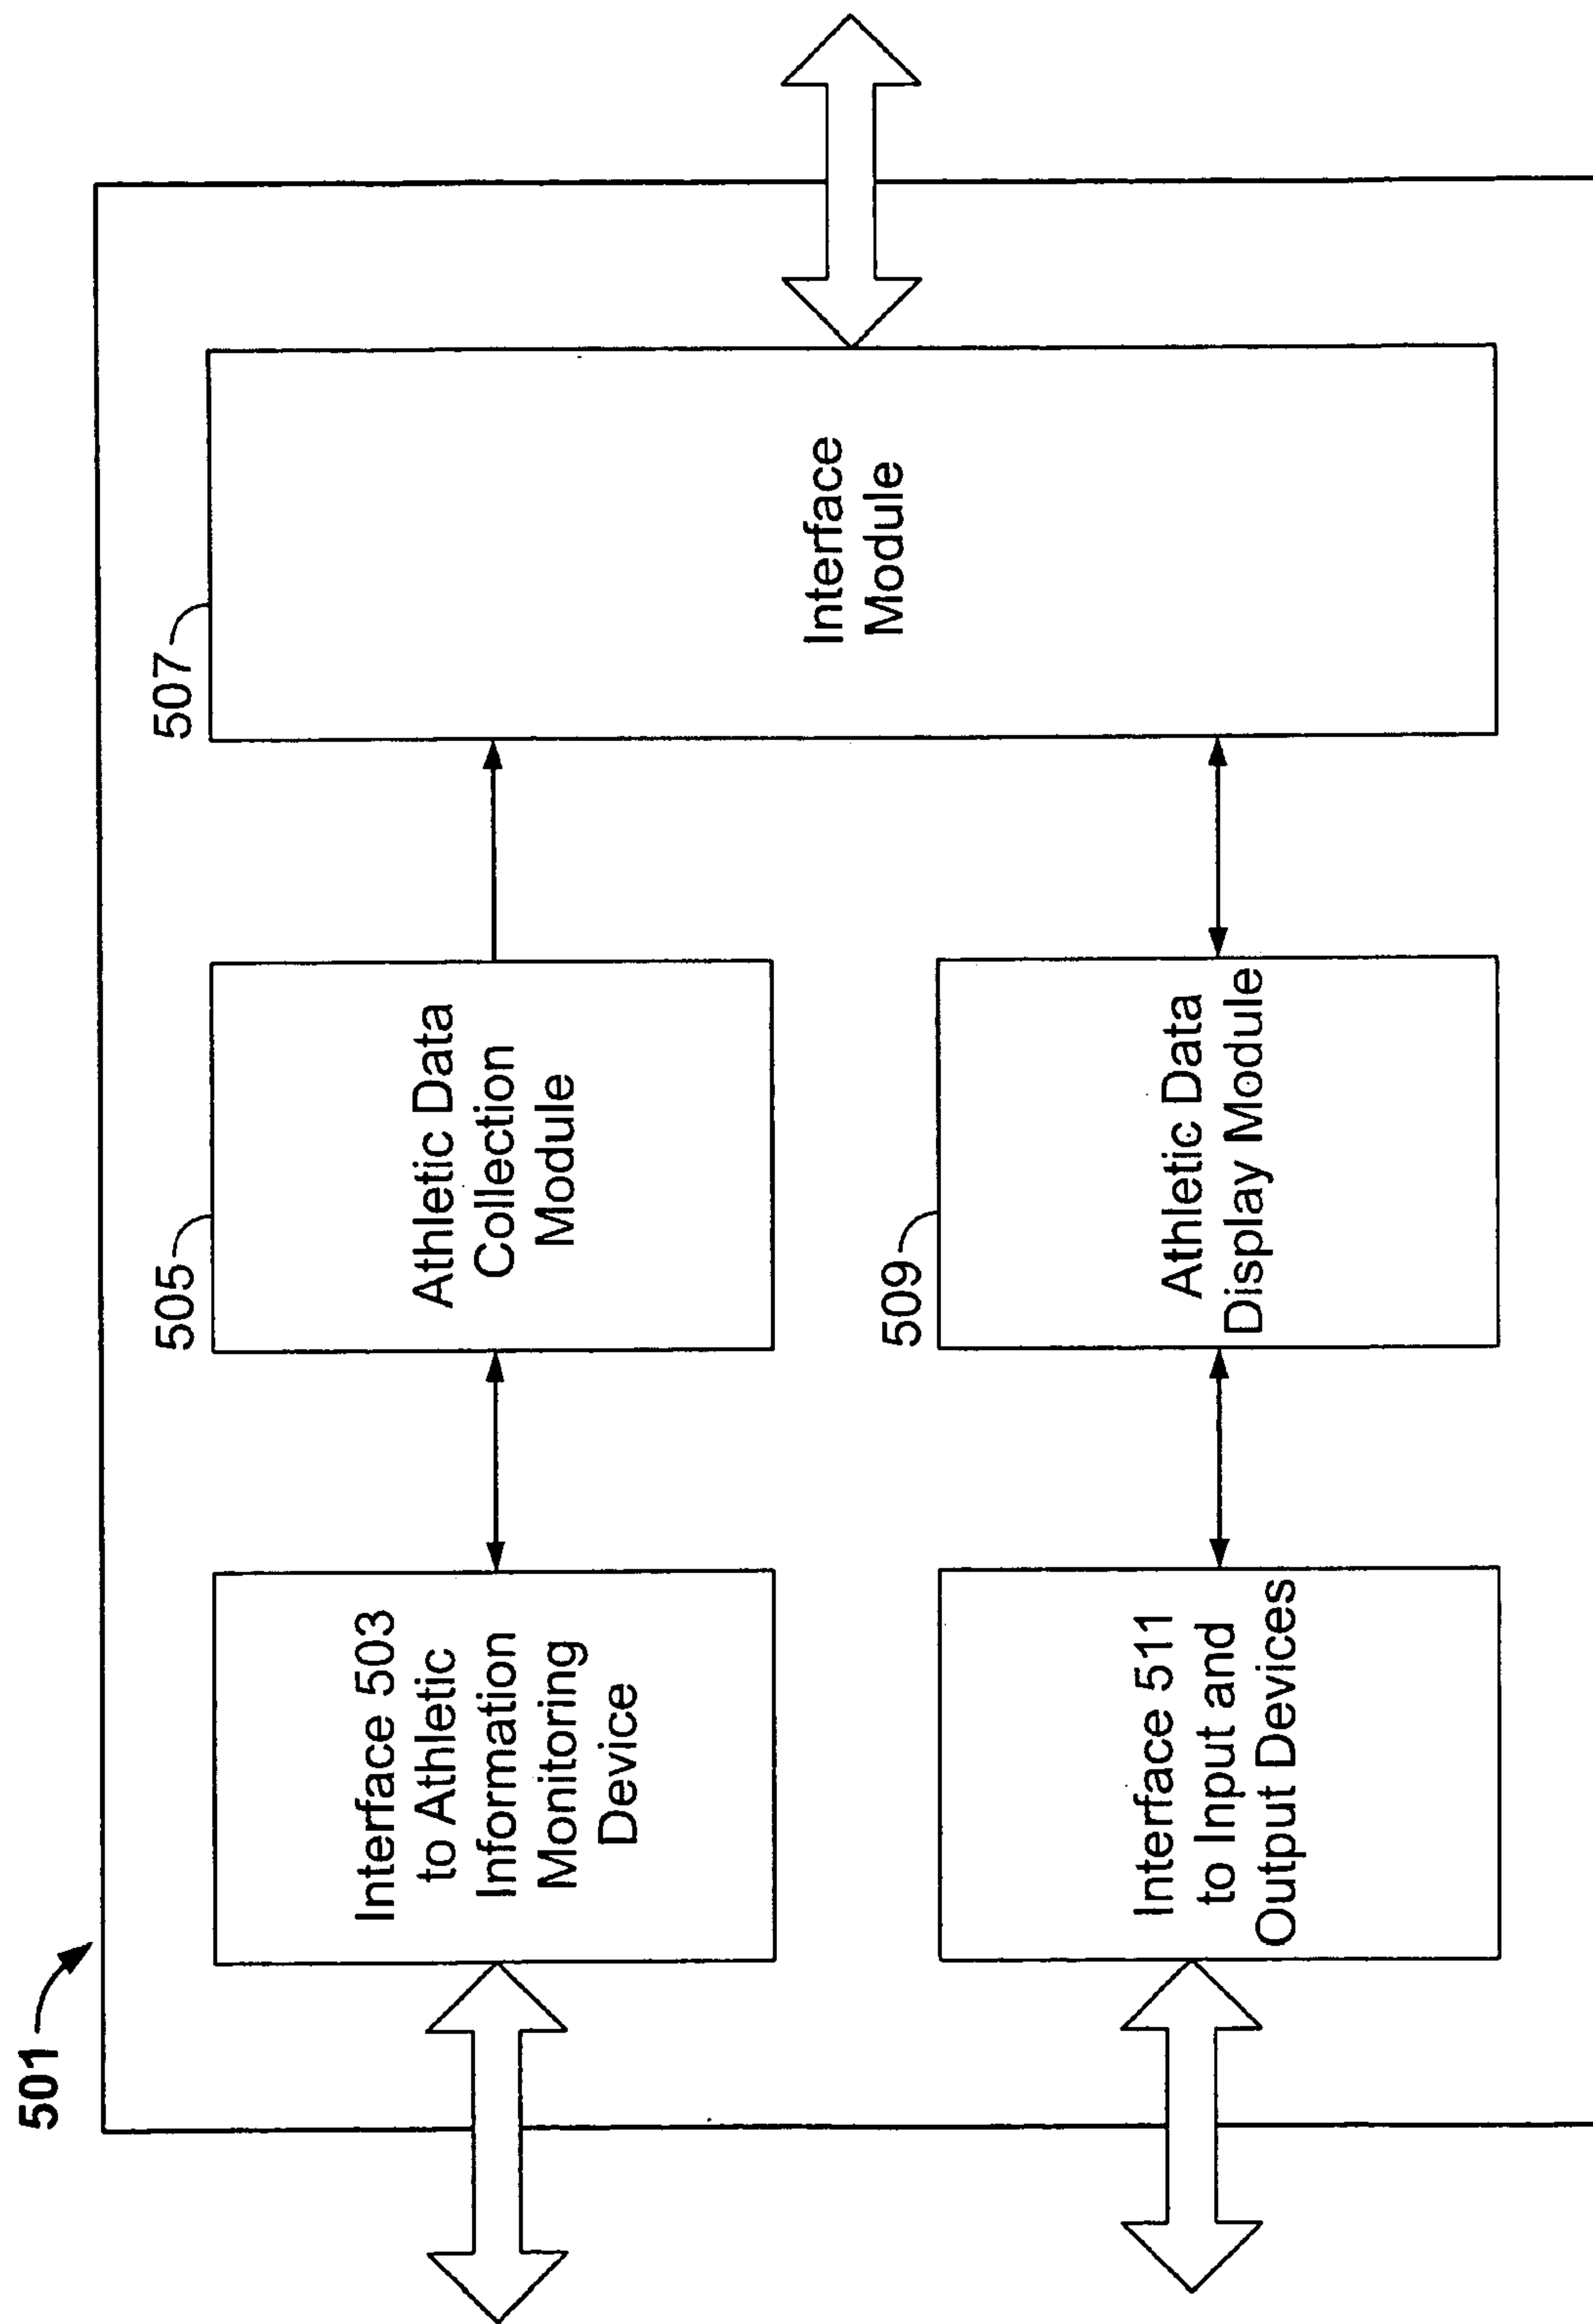 501
505
507
Interface 503
to Athletic
Information
Monitoring
Device
Athletic Data
Collection
Module
Interface
Module
509
Interface 511
to Input and
Output Devices
Athletic Data
Display Module